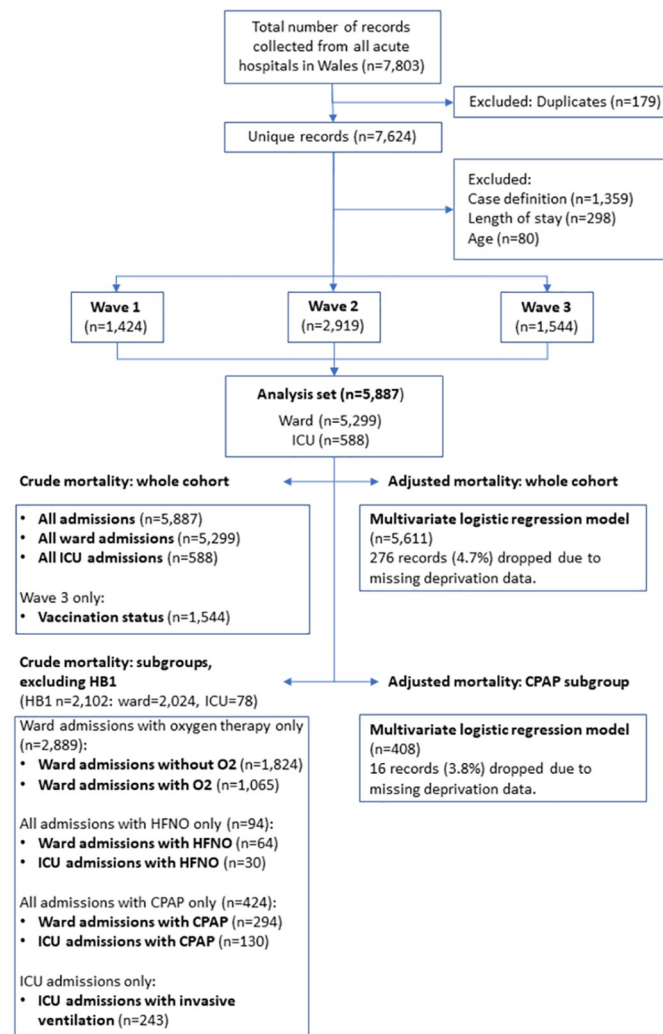 Total number of records
collected from all acute
hospitals in Wales (n=7,803)
Excluded: Duplicates (n=179)
Unique records (n=7,624)
Excluded:
Case definition (n=1,359)
Length of stay (n=298)
Age (n=80)
Wave 1
(n=1,424)
Wave 2
(n=2,919)
Wave 3
(n=1,544)
Analysis set (n=5,887)
Ward (n=5,299)
ICU (n=588)
Crude mortality: whole cohort
• All admissions (n=5,887)
• All ward admissions (n=5,299)
• All ICU admissions (n=588)
Wave 3 only:
• Vaccination status (n=1,544)
Adjusted mortality: whole cohort
Multivariate logistic regression model
(n=5,611)
276 records (4.7%) dropped due to
missing deprivation data.
Crude mortality: subgroups,
excluding HB1
(HB1 n=2,102: ward=2,024, ICU=78)
Ward admissions with oxygen therapy only
(n=2,889):
• Ward admissions without O2 (n=1,824)
• Ward admissions with O2 (n=1,065)
All admissions with HFNO only (n=94):
• Ward admissions with HFNO (n=64)
• ICU admissions with HFNO (n=30)
All admissions with CPAP only (n=424):
• Ward admissions with CPAP (n=294)
• ICU admissions with CPAP (n=130)
ICU admissions only:
• ICU admissions with invasive
ventilation (n=243)
Adjusted mortality: CPAP subgroup
Multivariate logistic regression model
(n=408)
16 records (3.8%) dropped due to
missing deprivation data.